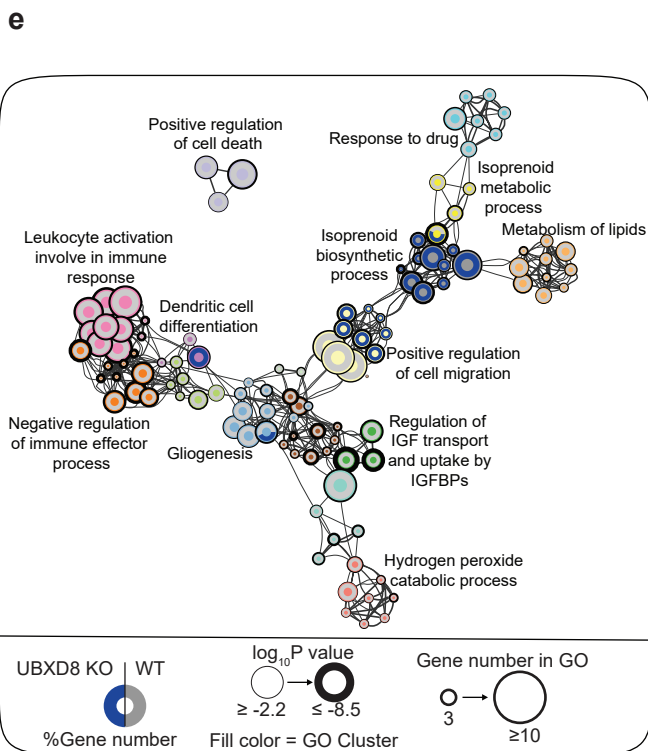 e
Positive regulation
of cell death
Response to drug
Isoprenoid
metabolic
process
Metabolism of lipids
Leukocyte activation
involve in immune
response
Isoprenoid
biosynthetic
process
Dendritic cell
differentiation
Positive regulation
of cell migration
Negative regulation
of immune effector
process
Gliogenesis
Regulation of
IGF transport
and uptake by
IGFBPs
Hydrogen peroxide
catabolic process
UBXD8 KO | WT
%Gene number
log10P value
≥ -2.2 ≤ -8.5
Fill color = GO Cluster
Gene number in GO
3 ≥10